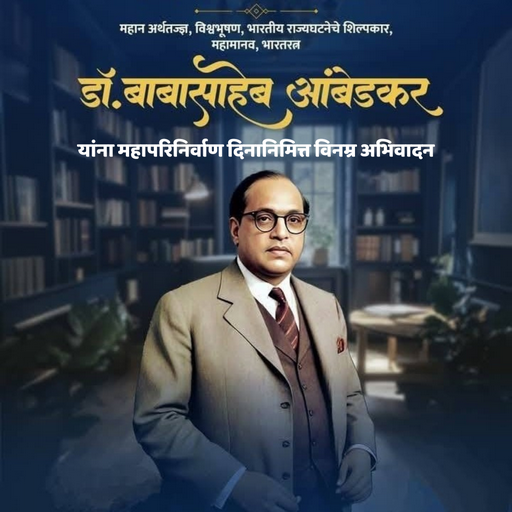 महान अर्थतज्ज्ञ, विश्वभूषण, भारतीय राज्यघटनेचे शिल्पकार,
महामानव, भारतरत्न
डॉ. बाबासाहेब आंबेडकर
यांना महापरिनिर्वाण दिनानिमित्त विनम्र अभिवादन